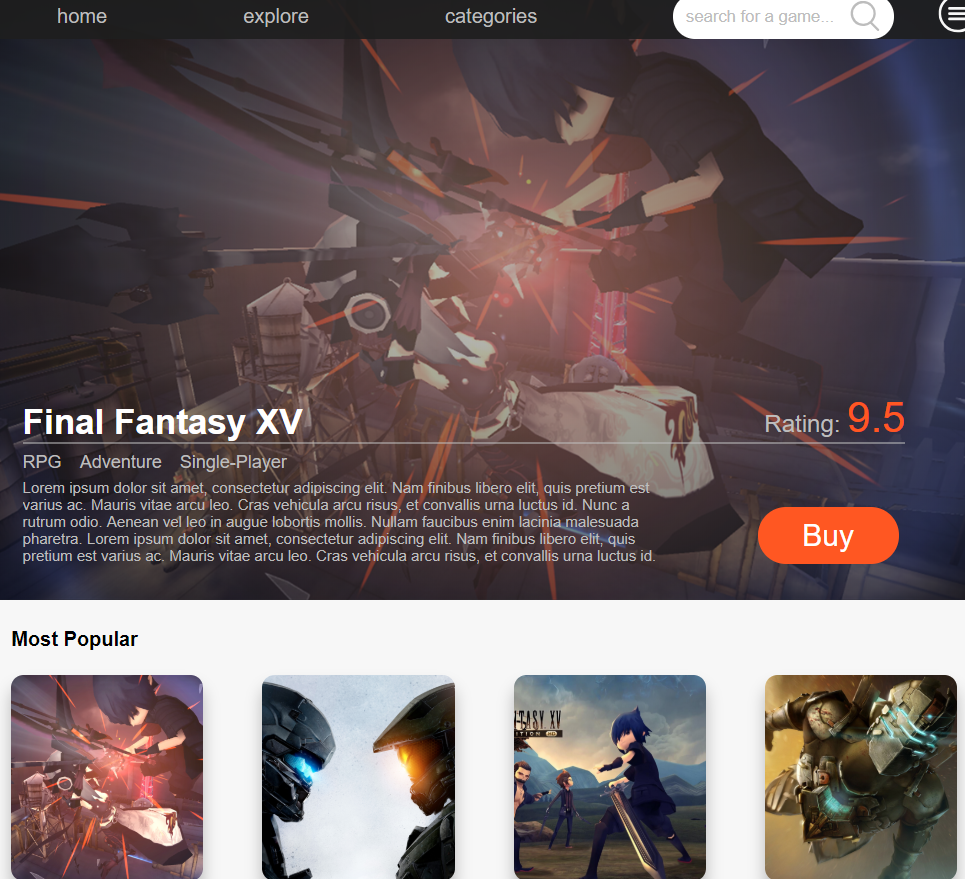 home explore categories search for a game...
Final Fantasy XV
Rating: 9.5
RPG Adventure Single-Player
Lorem ipsum dolor sit amet, consectetur adipiscing elit. Nam finibus libero elit, quis pretium est
varius ac. Mauris vitae arcu leo. Cras vehicula arcu risus, et convallis urna luctus id. Nunc a
rutrum odio. Aenean vel leo in augue lobortis mollis. Nullam faucibus enim lacinia malesuada
pharetra. Lorem ipsum dolor sit amet, consectetur adipiscing elit. Nam finibus libero elit, quis
pretium est varius ac. Mauris vitae arcu leo. Cras vehicula arcu risus, et convallis urna luctus id.
Buy
Most Popular
NTASY XV
ITION HD